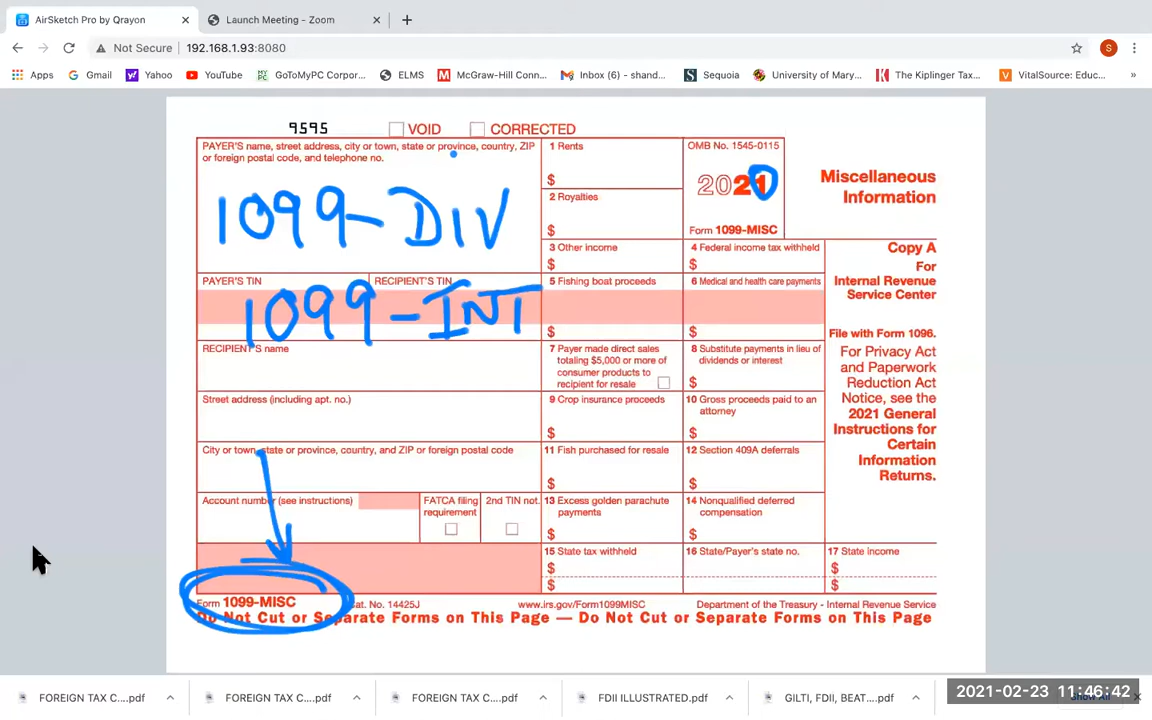 AirSketch Pro by Qrayon
Launch Meeting - Zoom
Not Secure | 192.168.1.93:8080
S
Apps Gmail Yahoo YouTube GoToMyPC Corpor... ELMS McGraw-Hill Conn... Inbox (6) - shand... Sequoia University of Mary... The Kiplinger Tax... VitalSource: Educ... »
9595 VOID CORRECTED
PAYER'S name, street address, city or town, state or province, country, ZIP
or foreign postal code, and telephone no.
1099-DIV
1 Rents
$
2 Royalties
$
OMB No. 1545-0115
2021
0
Form 1099-MISC
Miscellaneous
Information
3 Other income
$
4 Federal income tax withheld
$
Copy A
For
Internal Revenue
Service Center
File with Form 1096.
For Privacy Act
and Paperwork
Reduction Act
Notice, see the
2021 General
Instructions for
Certain
Information
Returns.
PAYER'S TIN
RECIPIENT'S TIN
1099-INT
5 Fishing boat proceeds
$
6 Medical and health care payments
$
RECIPIENT'S name
7 Payer made direct sales
totaling $5,000 or more of
consumer products to
recipient for resale
8 Substitute payments in lieu of
dividends or interest
$
Street address (including apt. no.)
9 Crop insurance proceeds
$
10 Gross proceeds paid to an
attorney
$
City or town, state or province, country, and ZIP or foreign postal code
11 Fish purchased for resale
$
12 Section 409A deferrals
$
Account number (see instructions)
FATCA filing
requirement
2nd TIN not.
13 Excess golden parachute
payments
$
14 Nonqualified deferred
compensation
$
15 State tax withheld
$
$
16 State/Payer's state no.
17 State income
$
$
Form 1099-MISC
Cat. No. 14425J
www.irs.gov/Form1099MISC
Department of the Treasury - Internal Revenue Service
Do Not Cut or Separate Forms on This Page — Do Not Cut or Separate Forms on This Page
FOREIGN TAX C....pdf
FOREIGN TAX C....pdf
FOREIGN TAX C....pdf
FDII ILLUSTRATED.pdf
GILTI, FDII, BEAT....pdf
Show All
2021-02-23 11:46:42